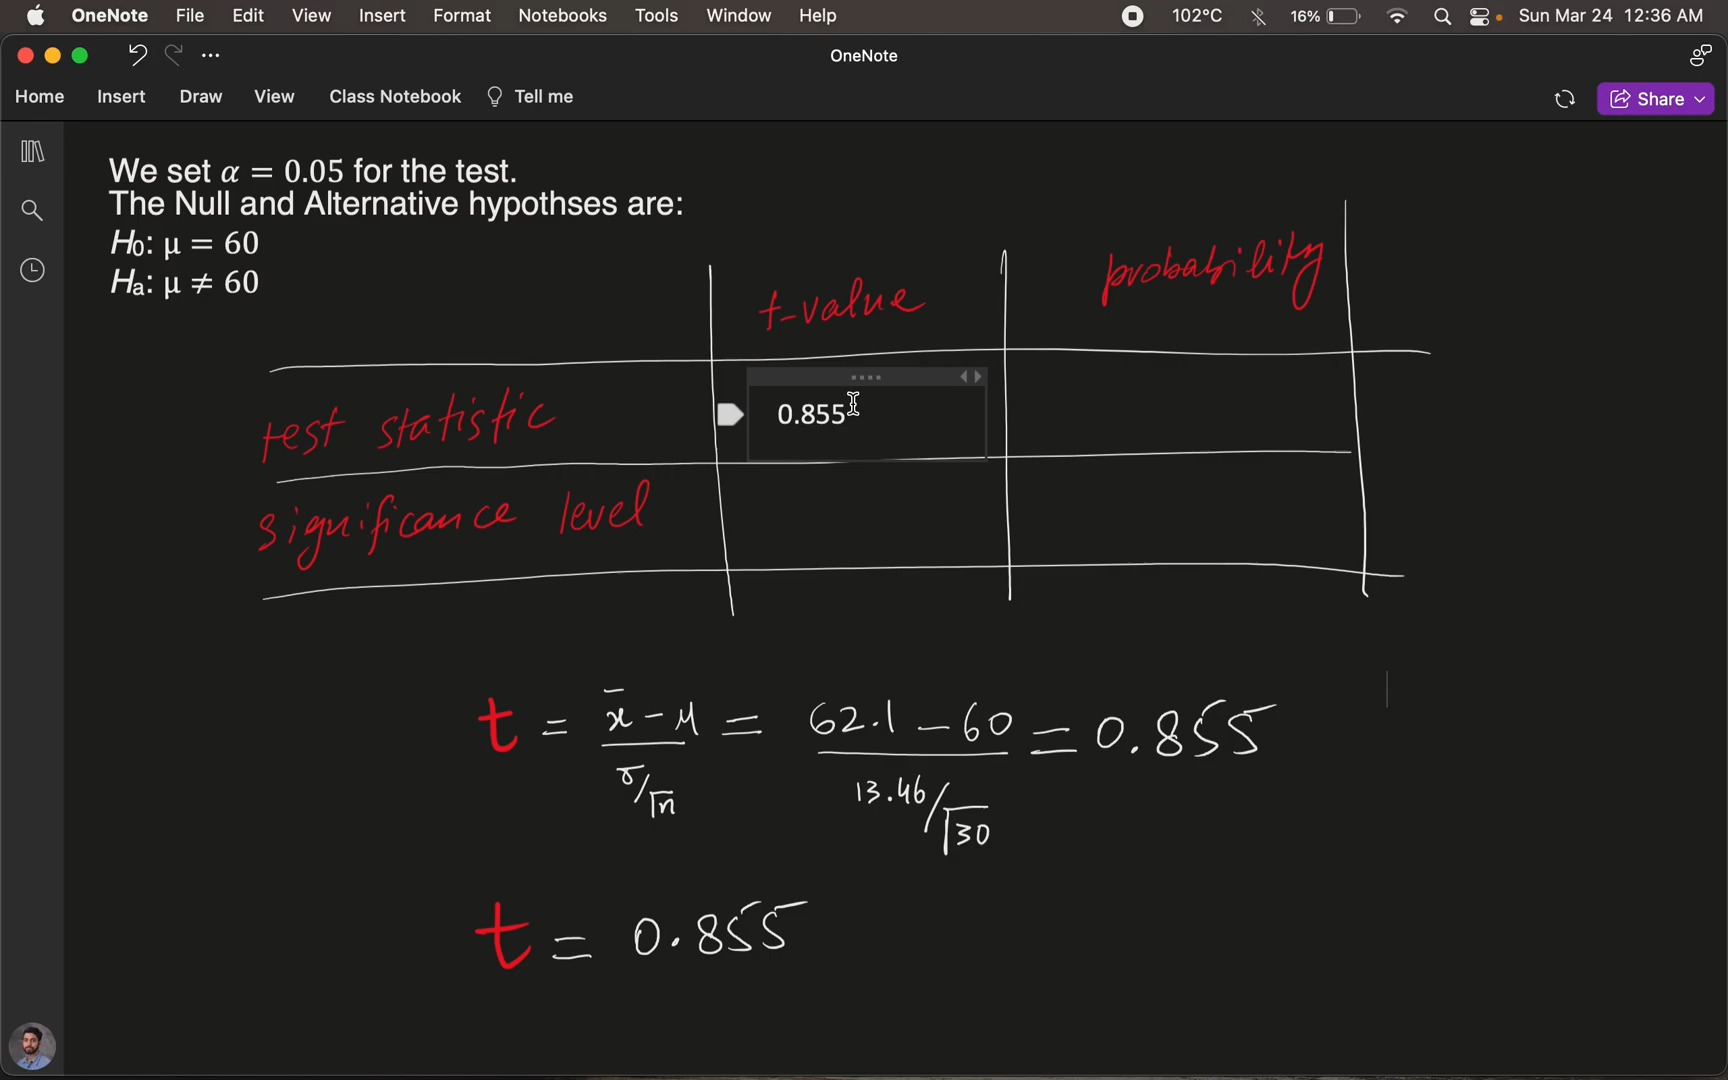 OneNote File Edit View Insert Format Notebooks Tools Window Help 102°C 16% Sun Mar 24 12:36 AM
OneNote
Home Insert Draw View Class Notebook Tell me Share
We set α = 0.05 for the test.
The Null and Alternative hypothses are:
H0: μ = 60
Ha: μ ≠ 60
t-value probability
test statistic 0.855
significance level
t = x̄ - μ = 62.1 - 60 = 0.855
σ/√n 13.46/√30
t = 0.855